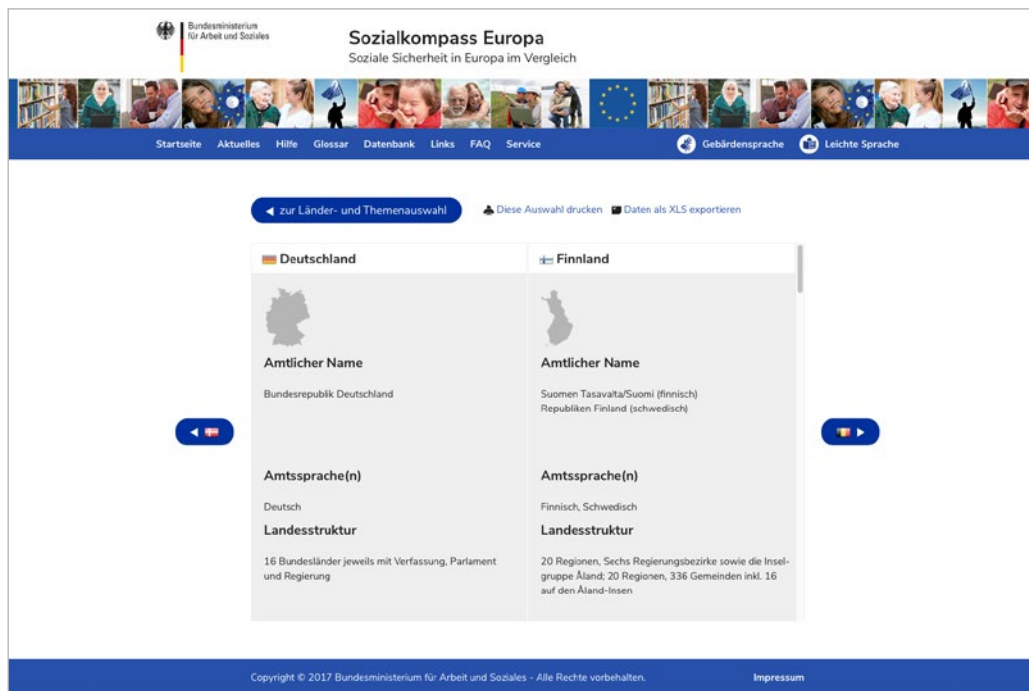 Bundesministerium
für Arbeit und Soziales
Sozialkompass Europa
Soziale Sicherheit in Europa im Vergleich
Startseite Aktuelles Hilfe Glossar Datenbank Links FAQ Service Gebärdensprache Leichte Sprache
zur Länder- und Themenauswahl Diese Auswahl drucken Daten als XLS exportieren
Deutschland Finnland
Amtlicher Name Amtlicher Name
Bundesrepublik Deutschland Suomen Tasavalta/Suomi (finnisch)
Republiken Finland (schwedisch)
Amtssprache(n) Amtssprache(n)
Deutsch Finnisch, Schwedisch
Landesstruktur Landesstruktur
16 Bundesländer jeweils mit Verfassung, Parlament 20 Regionen, Sechs Regierungsbezirke sowie die Insel-
und Regierung gruppe Åland; 20 Regionen, 336 Gemeinden inkl. 16
auf den Åland-Insen
Copyright © 2017 Bundesministerium für Arbeit und Soziales - Alle Rechte vorbehalten. Impressum